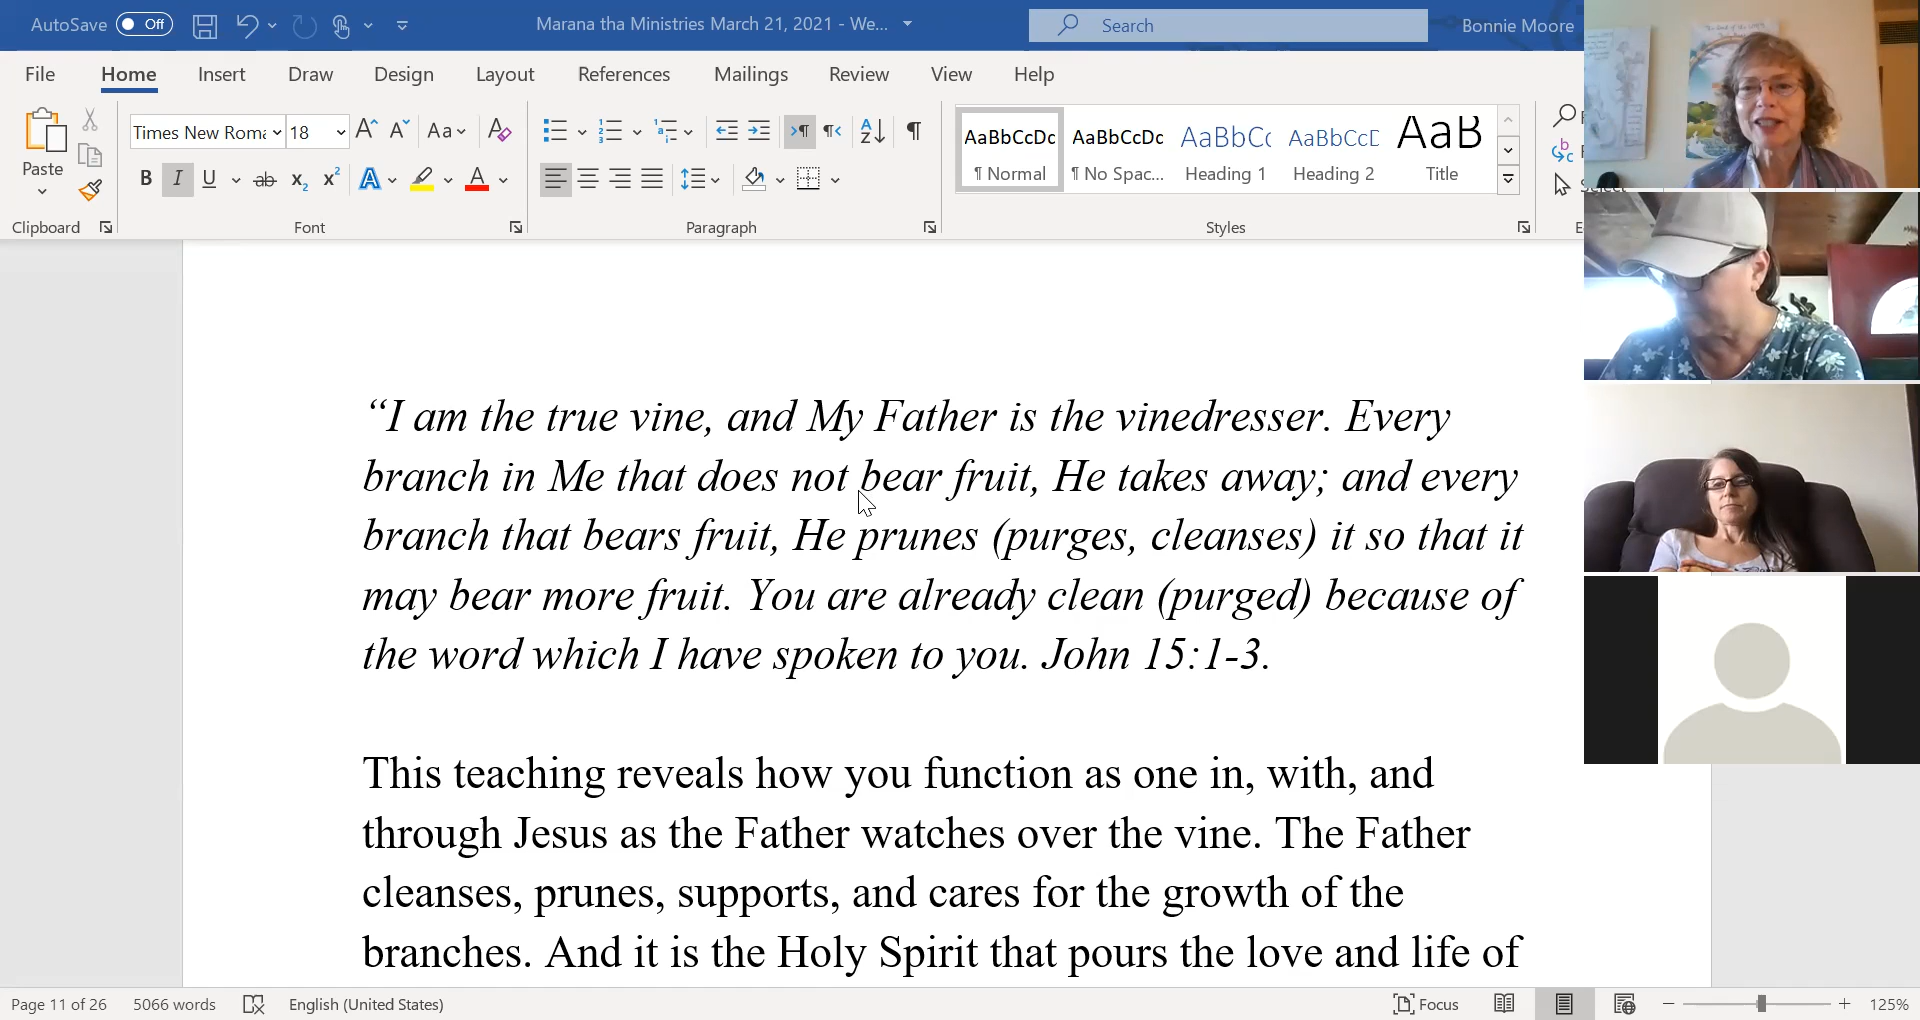 AutoSave Off
Marana tha Ministries March 21, 2021 - We...
Search
Bonnie Moore
File Home Insert Draw Design Layout References Mailings Review View Help
Paste
Clipboard
Times New Roma 18
Aa
B I U ab x₂ x²
A A
Font
Paragraph
AaBbCcDc AaBbCcDc AaBbCc AaBbCcE AaB
¶ Normal ¶ No Spac... Heading 1 Heading 2 Title
Styles
Select
“I am the true vine, and My Father is the vinedresser. Every
branch in Me that does not bear fruit, He takes away; and every
branch that bears fruit, He prunes (purges, cleanses) it so that it
may bear more fruit. You are already clean (purged) because of
the word which I have spoken to you. John 15:1-3.
This teaching reveals how you function as one in, with, and
through Jesus as the Father watches over the vine. The Father
cleanses, prunes, supports, and cares for the growth of the
branches. And it is the Holy Spirit that pours the love and life of
Page 11 of 26 5066 words English (United States) Focus 125%